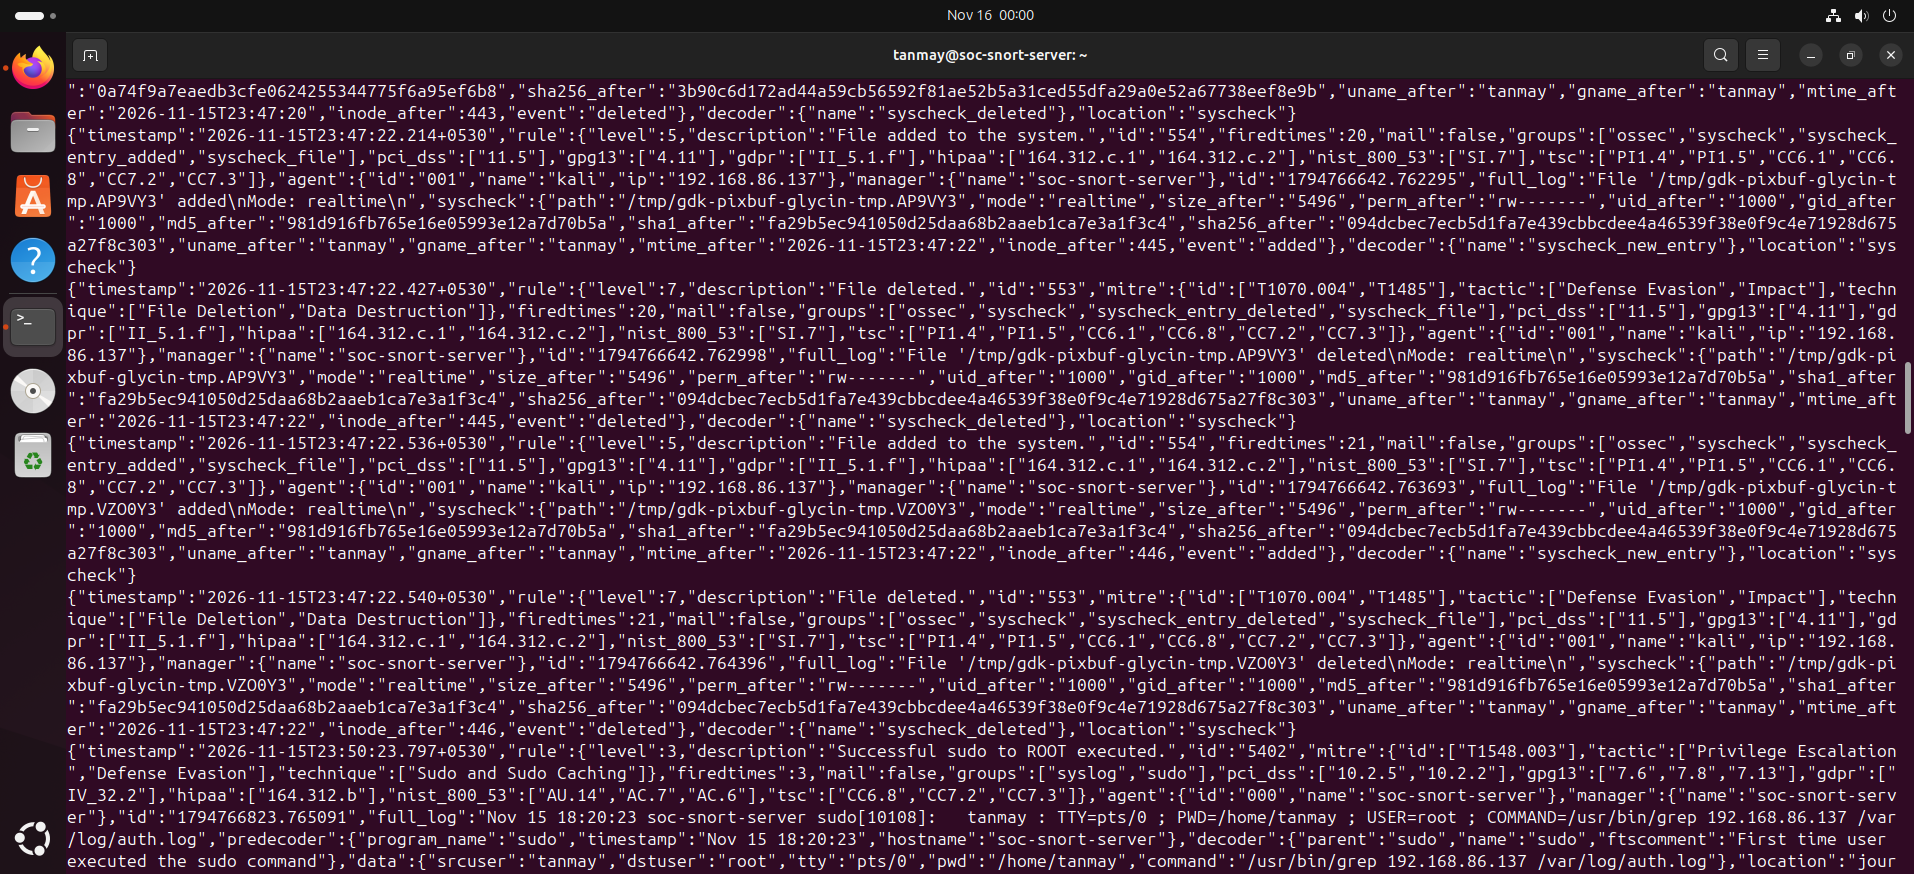 Nov 16 00:00
tanmay@soc-snort-server: ~
":"0a74f9a7eaedb3cfe0624255344775f6a95ef6b8","sha256_after":"3b90c6d172ad44a59cb56592f81ae52b5a31ced55dfa29a0e52a67738eef8e9b","uname_after":"tanmay","gname_after":"tanmay","mtime_aft
er":"2026-11-15T23:47:20","inode_after":443,"event":"deleted"},"decoder":{"name":"syscheck_deleted"},"location":"syscheck"}
{"timestamp":"2026-11-15T23:47:22.214+0530","rule":{"level":5,"description":"File added to the system.","id":"554","firedtimes":20,"mail":false,"groups":["ossec","syscheck","syscheck_
entry_added","syscheck_file"],"pci_dss":["11.5"],"gpg13":["4.11"],"gdpr":["II_5.1.f"],"hipaa":["164.312.c.1","164.312.c.2"],"nist_800_53":["SI.7"],"tsc":["PI1.4","PI1.5","CC6.1","CC6.
8","CC7.2","CC7.3"]},"agent":{"id":"001","name":"kali","ip":"192.168.86.137"},"manager":{"name":"soc-snort-server"},"id":"1794766642.762295","full_log":"File '/tmp/gdk-pixbuf-glycin-t
mp.AP9VY3' added\nMode: realtime\n","syscheck":{"path":"/tmp/gdk-pixbuf-glycin-tmp.AP9VY3","mode":"realtime","size_after":"5496","perm_after":"rw-------","uid_after":"1000","gid_after
":"1000","md5_after":"981d916fb765e16e05993e12a7d70b5a","sha1_after":"fa29b5ec941050d25daa68b2aaeb1ca7e3a1f3c4","sha256_after":"094dcbec7ecb5d1fa7e439cbbcdee4a46539f38e0f9c4e71928d675
a27f8c303","uname_after":"tanmay","gname_after":"tanmay","mtime_after":"2026-11-15T23:47:22","inode_after":445,"event":"added"},"decoder":{"name":"syscheck_new_entry"},"location":"sys
check"}
{"timestamp":"2026-11-15T23:47:22.427+0530","rule":{"level":7,"description":"File deleted.","id":"553","mitre":{"id":["T1070.004","T1485"],"tactic":["Defense Evasion","Impact"],"techn
ique":["File Deletion","Data Destruction"]},"firedtimes":20,"mail":false,"groups":["ossec","syscheck","syscheck_entry_deleted","syscheck_file"],"pci_dss":["11.5"],"gpg13":["4.11"],"gd
pr":["II_5.1.f"],"hipaa":["164.312.c.1","164.312.c.2"],"nist_800_53":["SI.7"],"tsc":["PI1.4","PI1.5","CC6.1","CC6.8","CC7.2","CC7.3"]},"agent":{"id":"001","name":"kali","ip":"192.168.
86.137"},"manager":{"name":"soc-snort-server"},"id":"1794766642.762998","full_log":"File '/tmp/gdk-pixbuf-glycin-tmp.AP9VY3' deleted\nMode: realtime\n","syscheck":{"path":"/tmp/gdk-pi
xbuf-glycin-tmp.AP9VY3","mode":"realtime","size_after":"5496","perm_after":"rw-------","uid_after":"1000","gid_after":"1000","md5_after":"981d916fb765e16e05993e12a7d70b5a","sha1_after
":"fa29b5ec941050d25daa68b2aaeb1ca7e3a1f3c4","sha256_after":"094dcbec7ecb5d1fa7e439cbbcdee4a46539f38e0f9c4e71928d675a27f8c303","uname_after":"tanmay","gname_after":"tanmay","mtime_aft
er":"2026-11-15T23:47:22","inode_after":445,"event":"deleted"},"decoder":{"name":"syscheck_deleted"},"location":"syscheck"}
{"timestamp":"2026-11-15T23:47:22.536+0530","rule":{"level":5,"description":"File added to the system.","id":"554","firedtimes":21,"mail":false,"groups":["ossec","syscheck","syscheck_
entry_added","syscheck_file"],"pci_dss":["11.5"],"gpg13":["4.11"],"gdpr":["II_5.1.f"],"hipaa":["164.312.c.1","164.312.c.2"],"nist_800_53":["SI.7"],"tsc":["PI1.4","PI1.5","CC6.1","CC6.
8","CC7.2","CC7.3"]},"agent":{"id":"001","name":"kali","ip":"192.168.86.137"},"manager":{"name":"soc-snort-server"},"id":"1794766642.763693","full_log":"File '/tmp/gdk-pixbuf-glycin-t
mp.VZO0Y3' added\nMode: realtime\n","syscheck":{"path":"/tmp/gdk-pixbuf-glycin-tmp.VZO0Y3","mode":"realtime","size_after":"5496","perm_after":"rw-------","uid_after":"1000","gid_after
":"1000","md5_after":"981d916fb765e16e05993e12a7d70b5a","sha1_after":"fa29b5ec941050d25daa68b2aaeb1ca7e3a1f3c4","sha256_after":"094dcbec7ecb5d1fa7e439cbbcdee4a46539f38e0f9c4e71928d675
a27f8c303","uname_after":"tanmay","gname_after":"tanmay","mtime_after":"2026-11-15T23:47:22","inode_after":446,"event":"added"},"decoder":{"name":"syscheck_new_entry"},"location":"sys
check"}
{"timestamp":"2026-11-15T23:47:22.540+0530","rule":{"level":7,"description":"File deleted.","id":"553","mitre":{"id":["T1070.004","T1485"],"tactic":["Defense Evasion","Impact"],"techn
ique":["File Deletion","Data Destruction"]},"firedtimes":21,"mail":false,"groups":["ossec","syscheck","syscheck_entry_deleted","syscheck_file"],"pci_dss":["11.5"],"gpg13":["4.11"],"gd
pr":["II_5.1.f"],"hipaa":["164.312.c.1","164.312.c.2"],"nist_800_53":["SI.7"],"tsc":["PI1.4","PI1.5","CC6.1","CC6.8","CC7.2","CC7.3"]},"agent":{"id":"001","name":"kali","ip":"192.168.
86.137"},"manager":{"name":"soc-snort-server"},"id":"1794766642.764396","full_log":"File '/tmp/gdk-pixbuf-glycin-tmp.VZO0Y3' deleted\nMode: realtime\n","syscheck":{"path":"/tmp/gdk-pi
xbuf-glycin-tmp.VZO0Y3","mode":"realtime","size_after":"5496","perm_after":"rw-------","uid_after":"1000","gid_after":"1000","md5_after":"981d916fb765e16e05993e12a7d70b5a","sha1_after
":"fa29b5ec941050d25daa68b2aaeb1ca7e3a1f3c4","sha256_after":"094dcbec7ecb5d1fa7e439cbbcdee4a46539f38e0f9c4e71928d675a27f8c303","uname_after":"tanmay","gname_after":"tanmay","mtime_aft
er":"2026-11-15T23:47:22","inode_after":446,"event":"deleted"},"decoder":{"name":"syscheck_deleted"},"location":"syscheck"}
{"timestamp":"2026-11-15T23:50:23.797+0530","rule":{"level":3,"description":"Successful sudo to ROOT executed.","id":"5402","mitre":{"id":["T1548.003"],"tactic":["Privilege Escalation
","Defense Evasion"],"technique":["Sudo and Sudo Caching"]},"firedtimes":3,"mail":false,"groups":["syslog","sudo"],"pci_dss":["10.2.5","10.2.2"],"gpg13":["7.6","7.8","7.13"],"gdpr":["
IV_32.2"],"hipaa":["164.312.b"],"nist_800_53":["AU.14","AC.7","AC.6"],"tsc":["CC6.8","CC7.2","CC7.3"]},"agent":{"id":"000","name":"soc-snort-server"},"manager":{"name":"soc-snort-serv
er"},"id":"1794766823.765091","full_log":"Nov 15 18:20:23 soc-snort-server sudo[10108]:   tanmay : TTY=pts/0 ; PWD=/home/tanmay ; USER=root ; COMMAND=/usr/bin/grep 192.168.86.137 /var
/log/auth.log","predecoder":{"program_name":"sudo","timestamp":"Nov 15 18:20:23","hostname":"soc-snort-server"},"decoder":{"parent":"sudo","name":"sudo","ftscomment":"First time user 
executed the sudo command"},"data":{"srcuser":"tanmay","dstuser":"root","tty":"pts/0","pwd":"/home/tanmay","command":"/usr/bin/grep 192.168.86.137 /var/log/auth.log"},"location":"jour